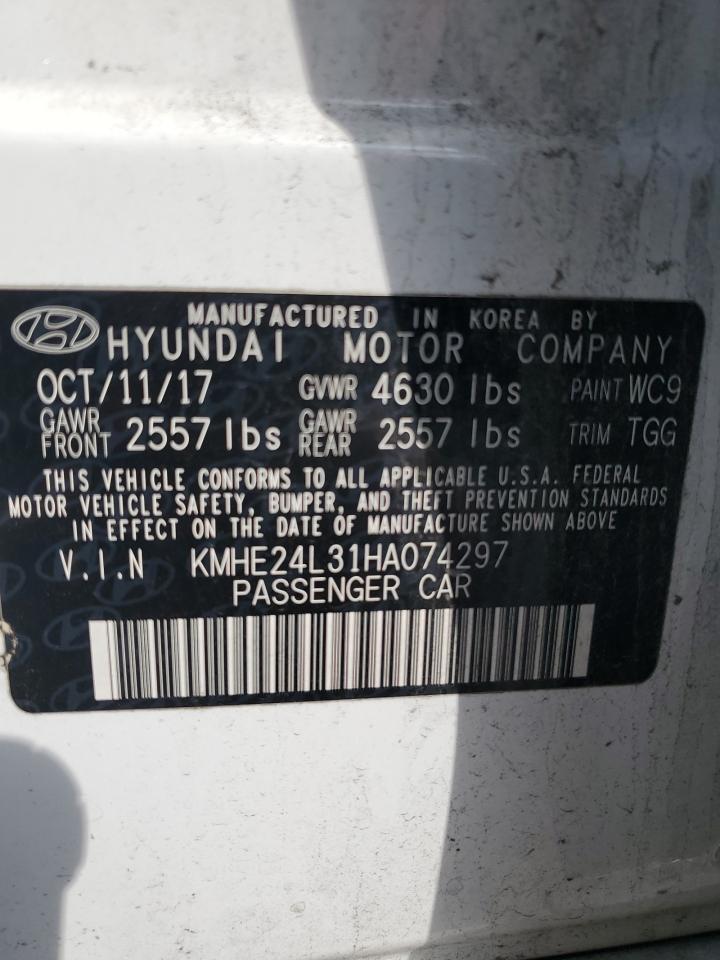 MANUFACTURED IN KOREA BY
HYUNDAI MOTOR COMPANY
OCT/11/17 GVWR 4630 lbs PAINT WC9
GAWR FRONT 2557 lbs GAWR REAR 2557 lbs TRIM TGG
THIS VEHICLE CONFORMS TO ALL APPLICABLE U.S.A. FEDERAL
MOTOR VEHICLE SAFETY, BUMPER, AND THEFT PREVENTION STANDARDS
IN EFFECT ON THE DATE OF MANUFACTURE SHOWN ABOVE
V.I.N KMHE24L31HA074297
PASSENGER CAR